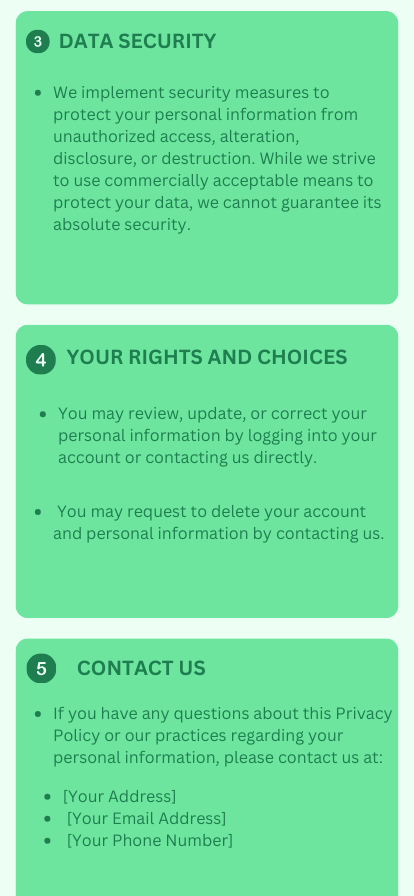 3 DATA SECURITY
• We implement security measures to
protect your personal information from
unauthorized access, alteration,
disclosure, or destruction. While we strive
to use commercially acceptable means to
protect your data, we cannot guarantee its
absolute security.
4 YOUR RIGHTS AND CHOICES
• You may review, update, or correct your
personal information by logging into your
account or contacting us directly.
• You may request to delete your account
and personal information by contacting us.
5 CONTACT US
• If you have any questions about this Privacy
Policy or our practices regarding your
personal information, please contact us at:
• [Your Address]
• [Your Email Address]
• [Your Phone Number]